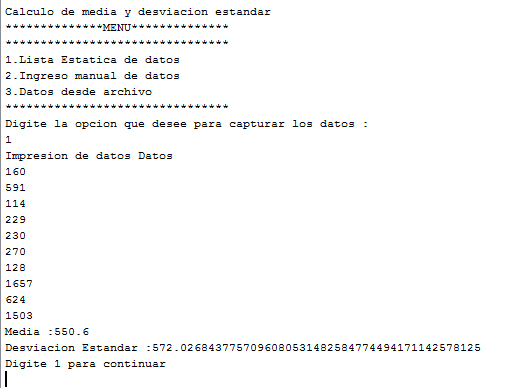 Calculo de media y desviacion estandar
**************MENU**************
********************************
1.Lista Estatica de datos
2.Ingreso manual de datos
3.Datos desde archivo
********************************
Digite la opcion que desee para capturar los datos :
1
Impresion de datos Datos
160
591
114
229
230
270
128
1657
624
1503
Media :550.6
Desviacion Estandar :572.026843775709608053148258477449417114257​8125
Digite 1 para continuar